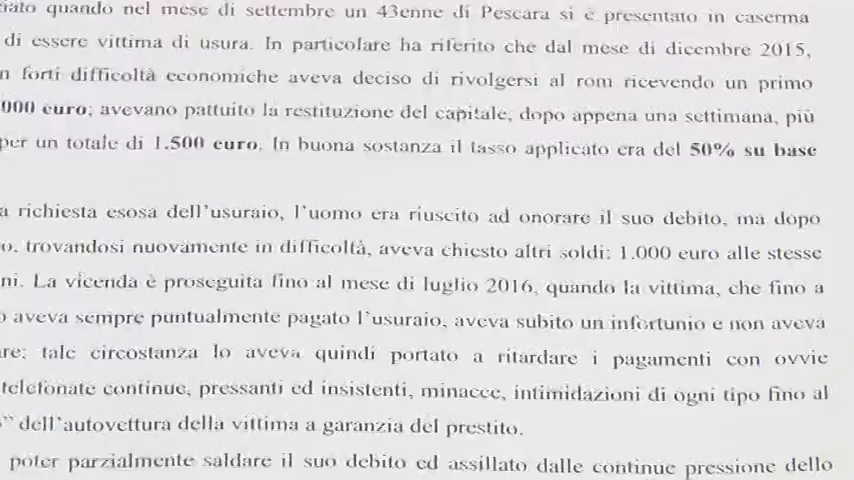 iato quando nel mese di settembre un 43enne di Pescara si è presentato in caserma
di essere vittima di usura. In particolare ha riferito che dal mese di dicembre 2015,
n forti difficoltà economiche aveva deciso di rivolgersi al rom ricevendo un primo
000 euro; avevano pattuito la restituzione del capitale, dopo appena una settimana, più
per un totale di 1.500 euro. In buona sostanza il tasso applicato era del 50% su base
a richiesta esosa dell'usuraio, l'uomo era riuscito ad onorare il suo debito, ma dopo
o, trovandosi nuovamente in difficoltà, aveva chiesto altri soldi: 1.000 euro alle stesse
ni. La vicenda è proseguita fino al mese di luglio 2016, quando la vittima, che fino a
o aveva sempre puntualmente pagato l'usuraio, aveva subito un infortunio e non aveva
are; tale circostanza lo aveva quindi portato a ritardare i pagamenti con ovvie
telefonate continue, pressanti ed insistenti, minacce, intimidazioni di ogni tipo fino al
o" dell'autovettura della vittima a garanzia del prestito.
poter parzialmente saldare il suo debito ed assillato dalle continue pressione dello